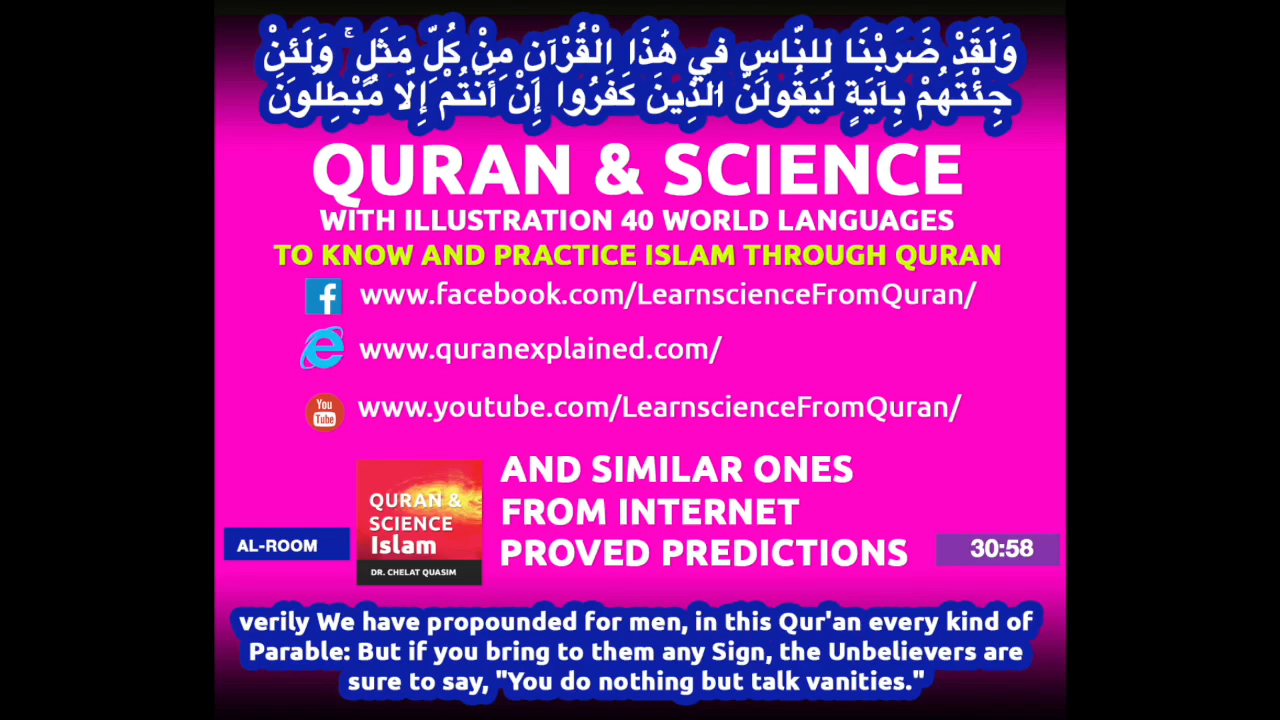 وَلَقَدْ ضَرَبْنَا لِلنَّاسِ فِي هَٰذَا الْقُرْآنِ مِنْ كُلِّ مَثَلٍ ۚ وَلَئِنْ
جِئْتَهُمْ بِآيَةٍ لَيَقُولَنَّ الَّذِينَ كَفَرُوا إِنْ أَنْتُمْ إِلَّا مُبْطِلُونَ
QURAN & SCIENCE
WITH ILLUSTRATION 40 WORLD LANGUAGES
TO KNOW AND PRACTICE ISLAM THROUGH QURAN
www.facebook.com/LearnscienceFromQuran/
www.quranexplained.com/
You
Tube
www.youtube.com/LearnscienceFromQuran/
AND SIMILAR ONES
FROM INTERNET
PROVED PREDICTIONS
QURAN &
SCIENCE
Islam
DR. CHELAT QUASIM
AL-ROOM
30:58
verily We have propounded for men, in this Qur'an every kind of
Parable: But if you bring to them any Sign, the Unbelievers are
sure to say, "You do nothing but talk vanities."